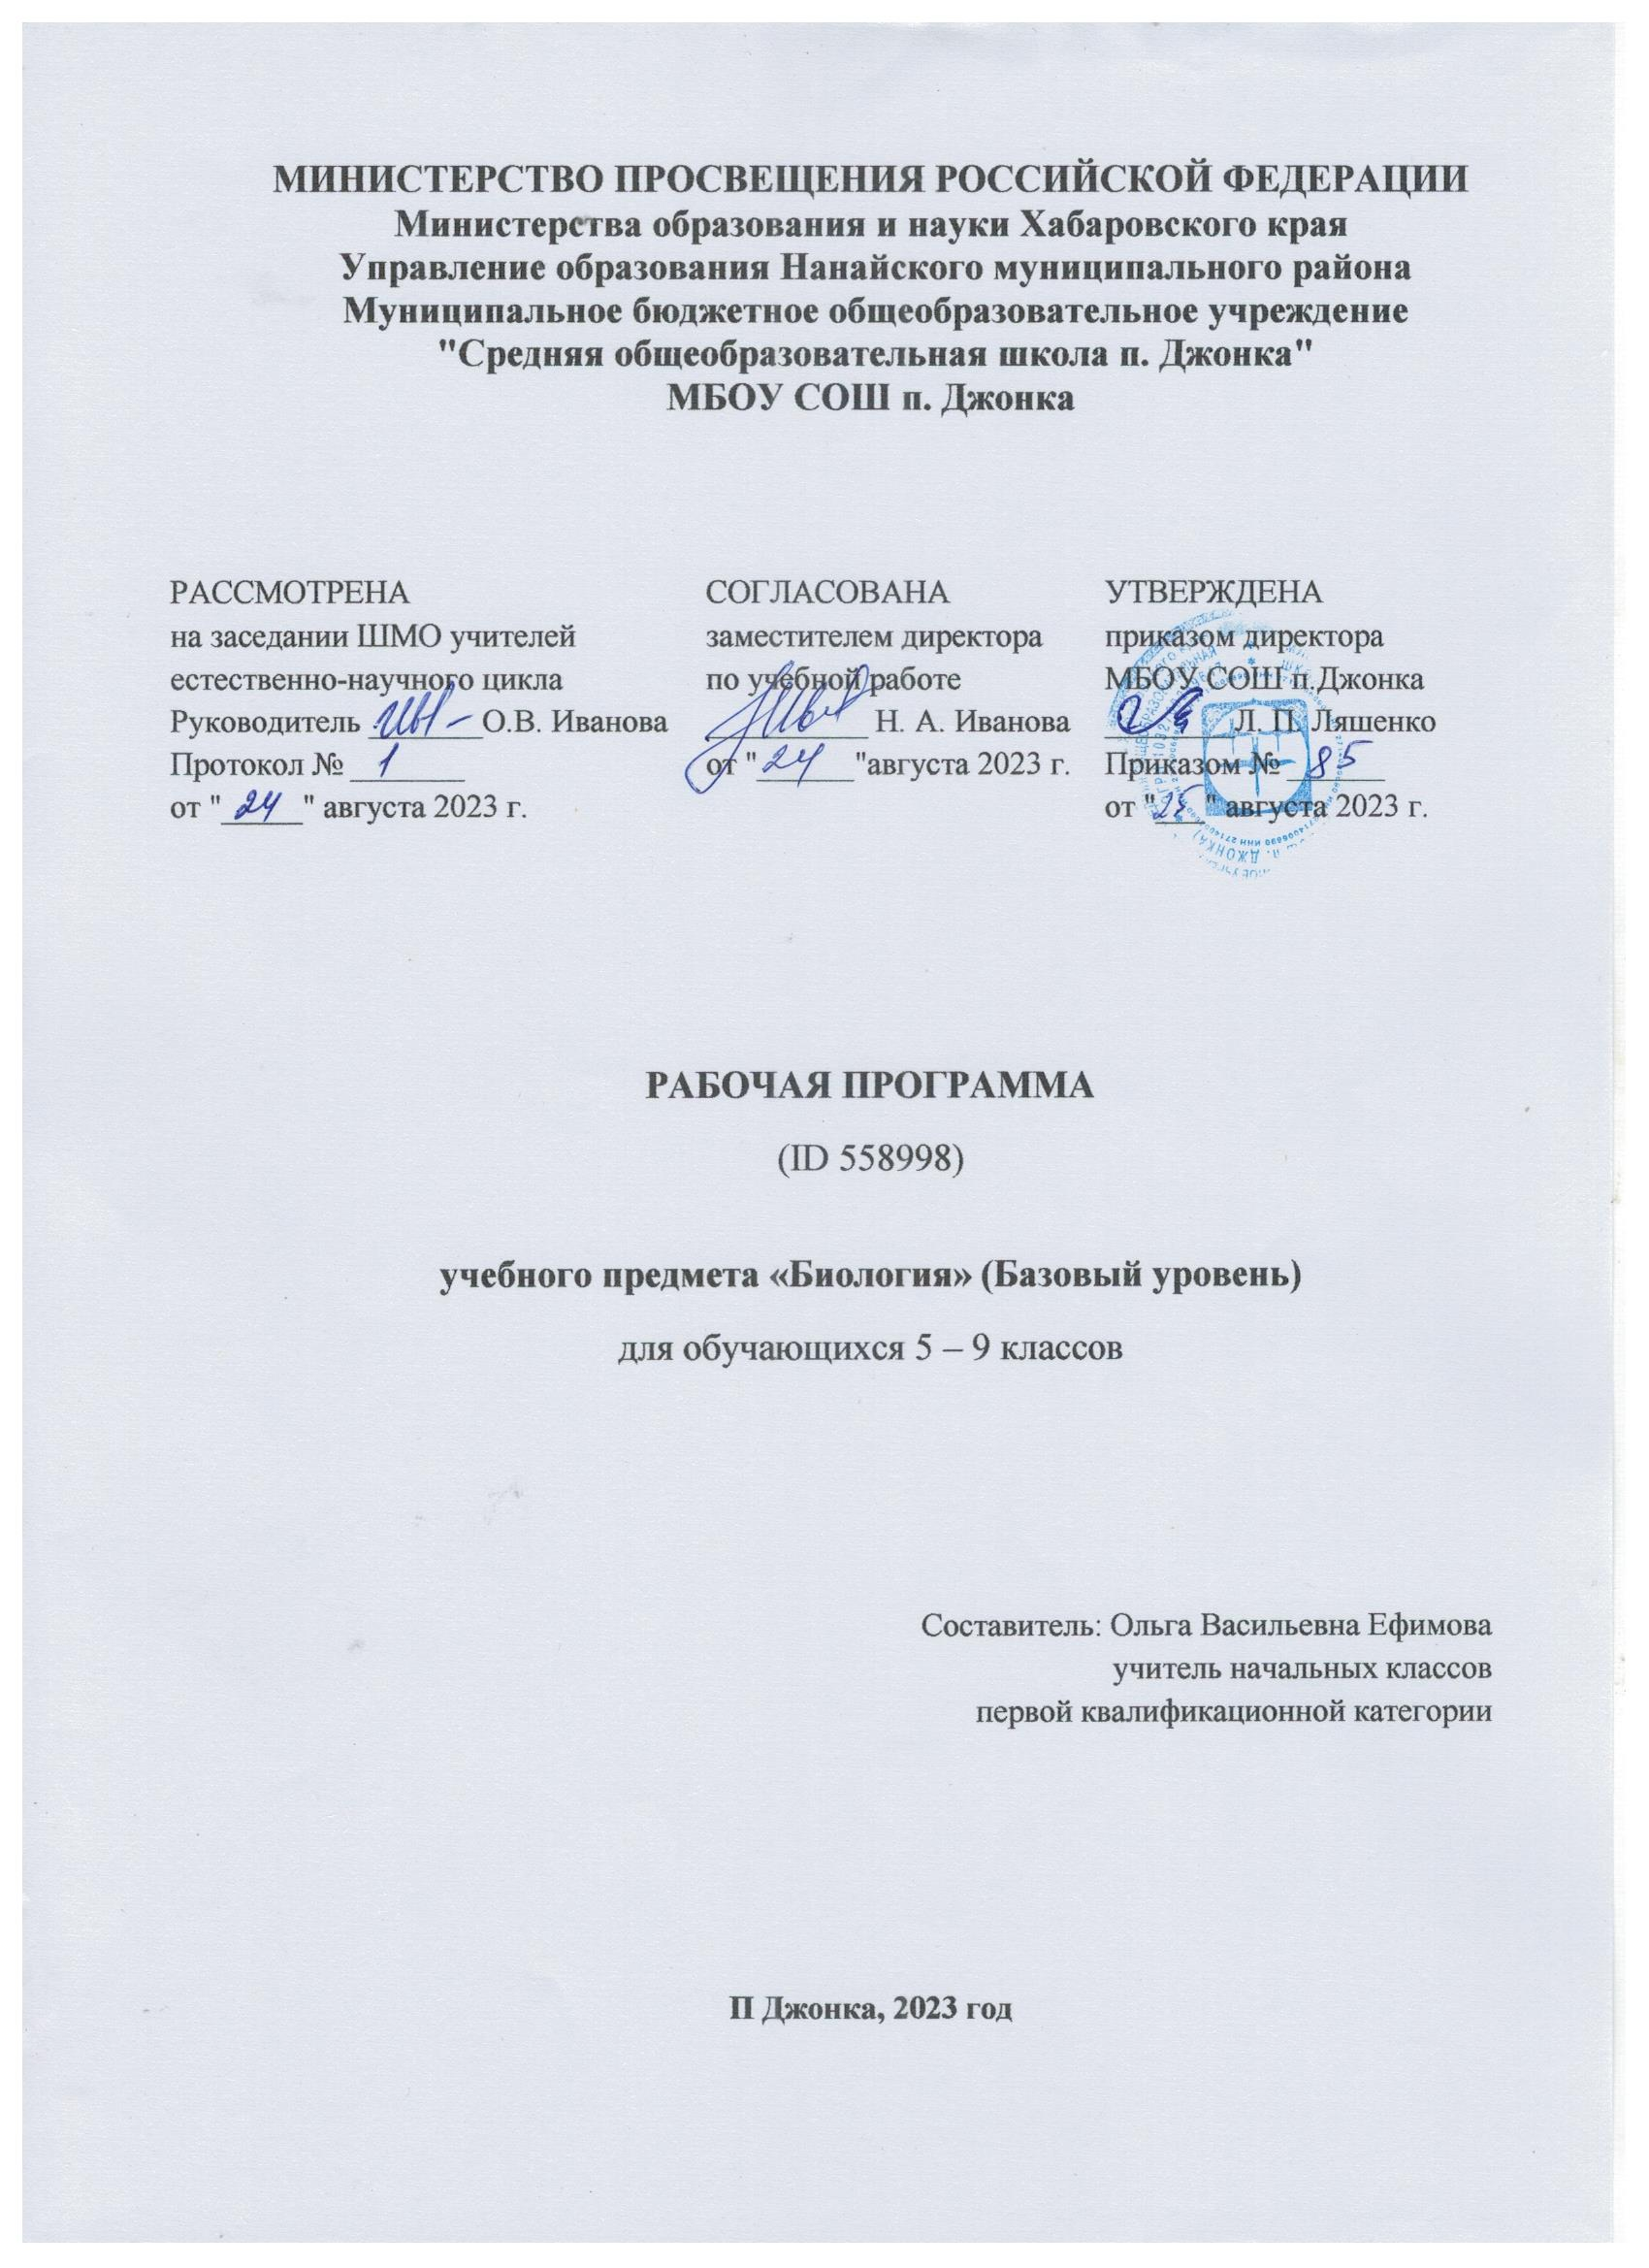 МИНИСТЕРСТВО ПРОСВЕЩЕНИЯ РОССИЙСКОЙ ФЕДЕРАЦИИ
Министерства образования и науки Хабаровского края
Управление образования Нанайского муниципального района
Муниципальное бюджетное общеобразовательное учреждение
"Средняя общеобразовательная школа п. Джонка"
МБОУ СОШ п. Джонка
РАССМОТРЕНА
на заседании ШМО учителей
естественно-научного цикла
Руководитель ________О.В. Иванова
Протокол № 1
от "24" августа 2023 г.
СОГЛАСОВАНА
заместителем директора
по учебной работе
__________ Н. А. Иванова
от "24"августа 2023 г.
УТВЕРЖДЕНА
приказом директора
МБОУ СОШ п.Джонка
________Л. П. Ляшенко
Приказом № 85
от "25" августа 2023 г.
РАБОЧАЯ ПРОГРАММА
(ID 558998)
учебного предмета «Биология» (Базовый уровень)
для обучающихся 5 – 9 классов
Составитель: Ольга Васильевна Ефимова
учитель начальных классов
первой квалификационной категории
П Джонка, 2023 год